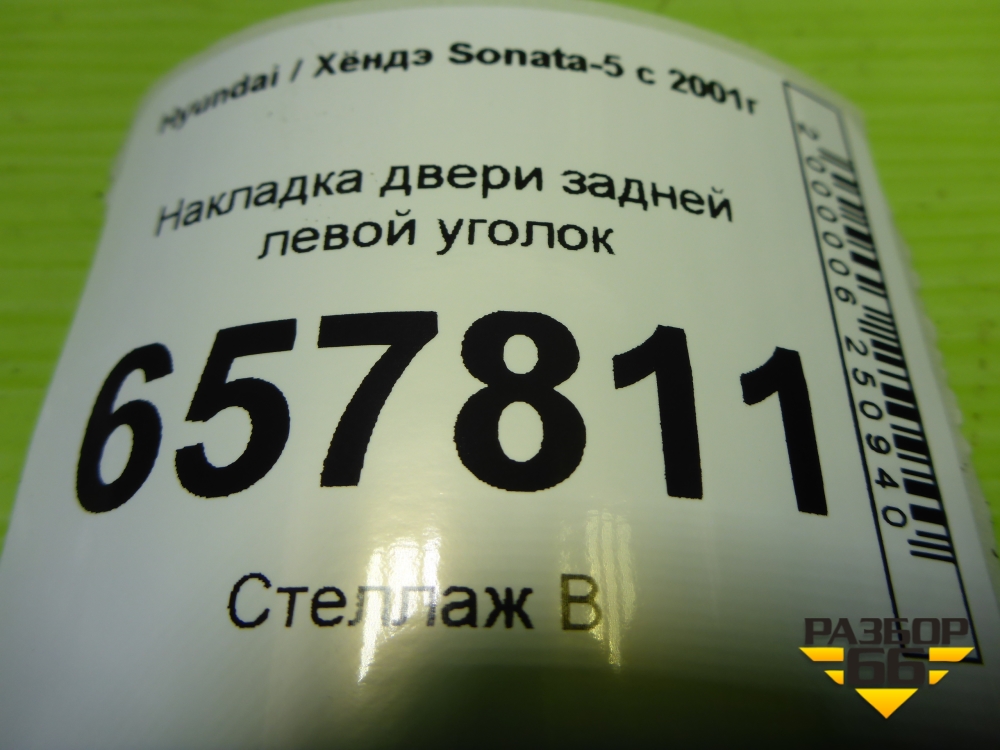 Hyundai / Хёндэ Sonata-5 с 2001г
Накладка двери задней
левой уголок
657811
Стеллаж В
2000006250940
РАЗБОР
66